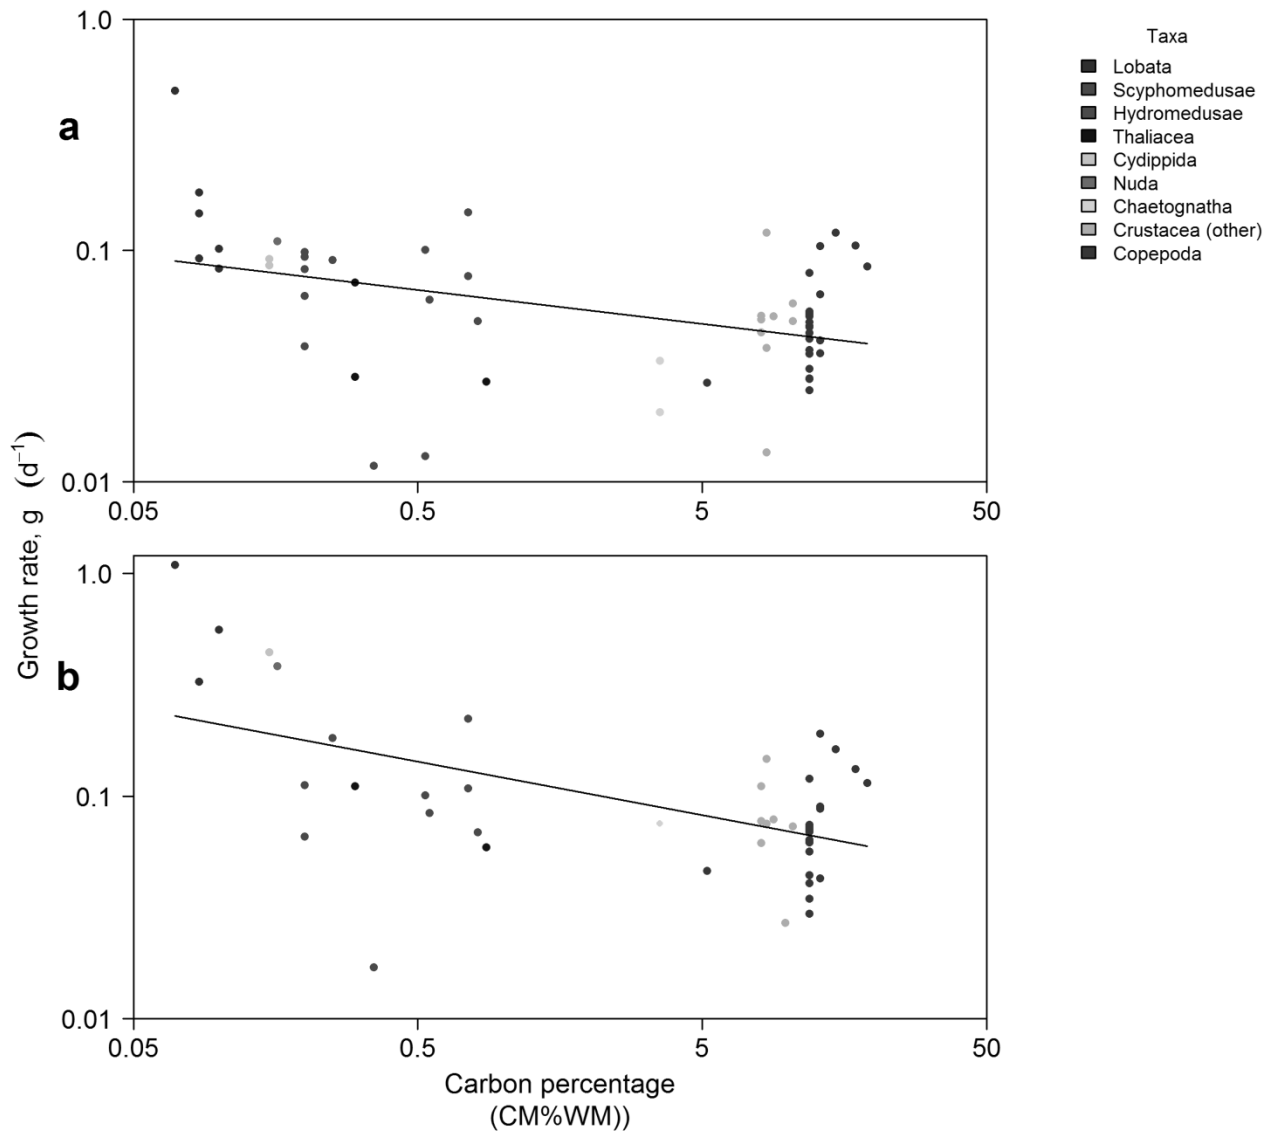 1.0
a
0.1
0.01
0.05
0.5
5
50
Taxa
Lobata
Scyphomedusae
Hydromedusae
Thaliacea
Cydippida
Nuda
Chaetognatha
Crustacea (other)
Copepoda
Growth rate, g (d⁻¹)
1.0
b
0.1
0.01
0.05
0.5
5
50
Carbon percentage
(CM%WM))